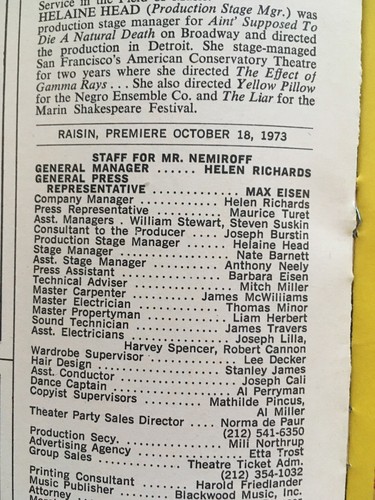 HELAINE HEAD (Production Stage Mgr.) was
production stage manager for Aint' Supposed To
Die A Natural Death on Broadway and directed
the production in Detroit. She stage-managed
San Francisco's American Conservatory Theatre
for two years where she directed The Effect of
Gamma Rays . . . She also directed Yellow Pillow
for the Negro Ensemble Co. and The Liar for the
Marin Shakespeare Festival.
RAISIN, PREMIERE OCTOBER 18, 1973
STAFF FOR MR. NEMIROFF
GENERAL MANAGER ...... HELEN RICHARDS
GENERAL PRESS
REPRESENTATIVE .............. MAX EISEN
Company Manager ............ Helen Richards
Press Representative .......... Maurice Turet
Asst. Managers . William Stewart, Steven Suskin
Consultant to the Producer .... Joseph Burstin
Production Stage Manager ...... Helaine Head
Stage Manager ................ Nate Barnett
Asst. Stage Manager .......... Anthony Neely
Press Assistant .............. Barbara Eisen
Technical Adviser .............. Mitch Miller
Master Carpenter .......... James McWilliams
Master Electrician ............ Thomas Minor
Master Propertyman ............ Liam Herbert
Sound Technician .............. James Travers
Asst. Electricians .............. Joseph Lilla,
Harvey Spencer, Robert Cannon
Wardrobe Supervisor ............ Lee Decker
Hair Design .................. Stanley James
Asst. Conductor ................ Joseph Cali
Dance Captain ................ Al Perryman
Copyist Supervisors ........ Mathilde Pincus,
Al Miller
Theater Party Sales Director .... Norma de Paur
(212) 541-6350
Production Secy. .............. Mili Northrup
Advertising Agency .............. Etta Trost
Group Sales .......... Theatre Ticket Adm.
(212) 354-1032
Printing Consultant ........ Harold Friedlander
Music Publisher ........ Blackwood Music, Inc.
Attorney